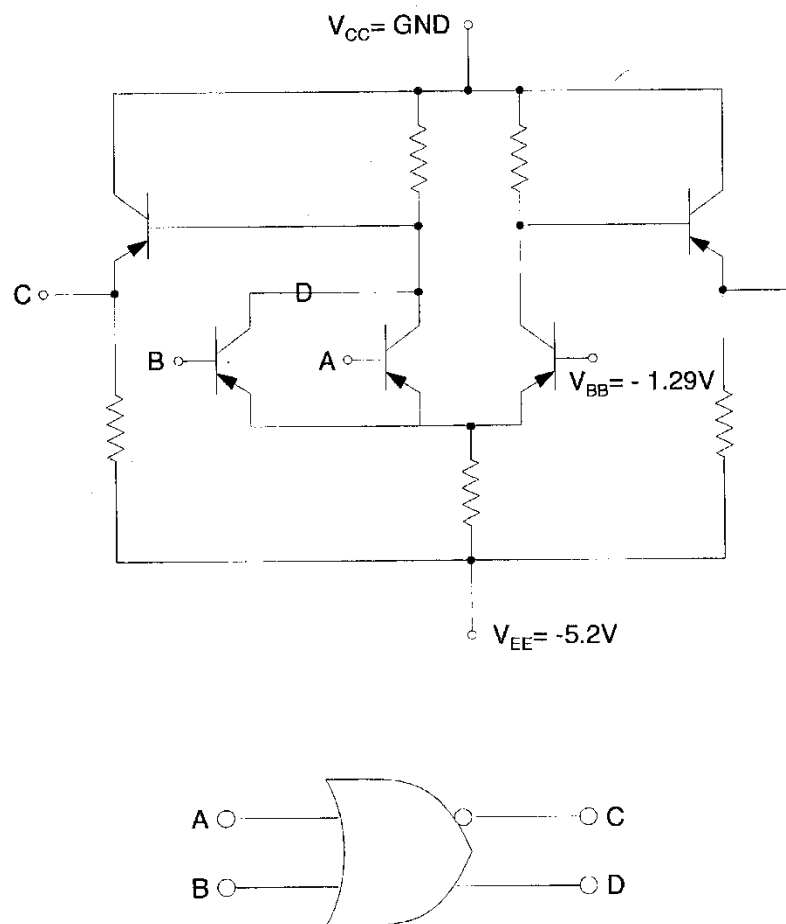 V_CC= GND
C
D
B
A
V_BB= - 1.29V
V_EE= -5.2V
A
C
B
D